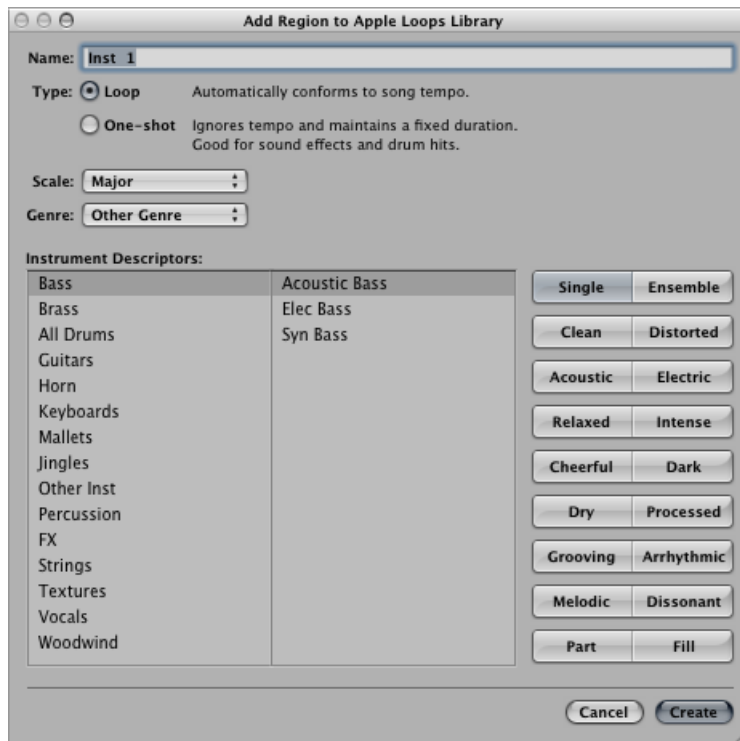 Add Region to Apple Loops Library
Name: Inst 1
Type: Loop Automatically conforms to song tempo.
One-shot Ignores tempo and maintains a fixed duration.
Good for sound effects and drum hits.
Scale: Major
Genre: Other Genre
Instrument Descriptors:
Bass
Brass
All Drums
Guitars
Horn
Keyboards
Mallets
Jingles
Other Inst
Percussion
FX
Strings
Textures
Vocals
Woodwind
Acoustic Bass
Elec Bass
Syn Bass
Single Ensemble
Clean Distorted
Acoustic Electric
Relaxed Intense
Cheerful Dark
Dry Processed
Grooving Arrhythmic
Melodic Dissonant
Part Fill
Cancel Create